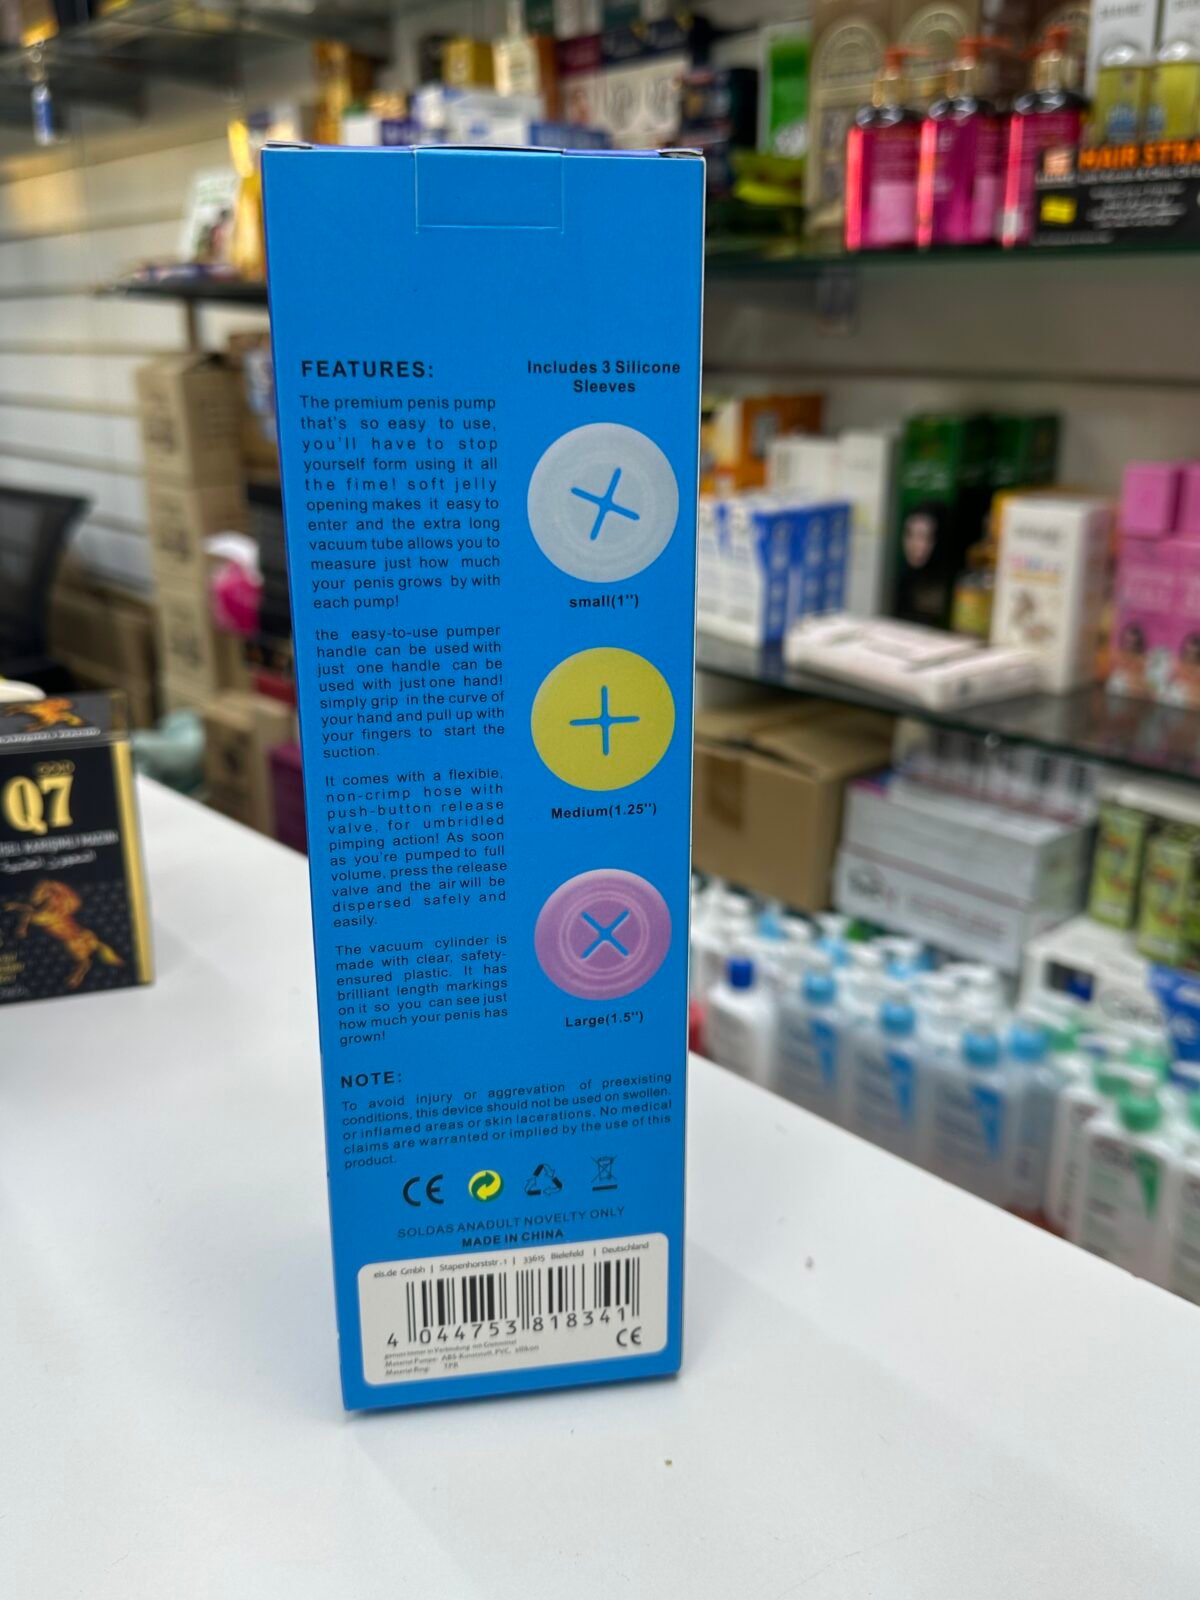 FEATURES:
The premium penis pump
that's so easy to use,
you'll have to stop
yourself form using it all
the fime! soft jelly
opening makes it easy to
enter and the extra long
vacuum tube allows you to
measure just how much
your penis grows by with
each pump!
the easy-to-use pumper
handle can be used with
just one handle can be
used with just one hand!
simply grip in the curve of
your hand and pull up with
your fingers to start the
suction.
It comes with a flexible,
non-crimp hose with
push-button release
valve, for umbridled
pimping action! As soon
as you're pumped to full
volume, press the release
valve and the air will be
dispersed safely and
easily.
The vacuum cylinder is
made with clear, safety-
ensured plastic. It has
brilliant length markings
on it so you can see just
how much your penis has
grown!
Includes 3 Silicone
Sleeves
small(1")
Medium(1.25")
Large(1.5")
NOTE:
To avoid injury or aggrevation of preexisting
conditions, this device should not be used on swollen,
or inflamed areas or skin lacerations. No medical
claims are warranted or implied by the use of this
product.
CE
SOLDAS ANADULT NOVELTY ONLY
MADE IN CHINA
eis.de Gmbh | Stapenhorststr. 1 | 33615 Bielefeld | Deutschland
4 044753 818341
CE
Material Pumpe: ABS-Kunststoff, PVC, silikon
Material Ring: TPR
Q7
HAIR STRA